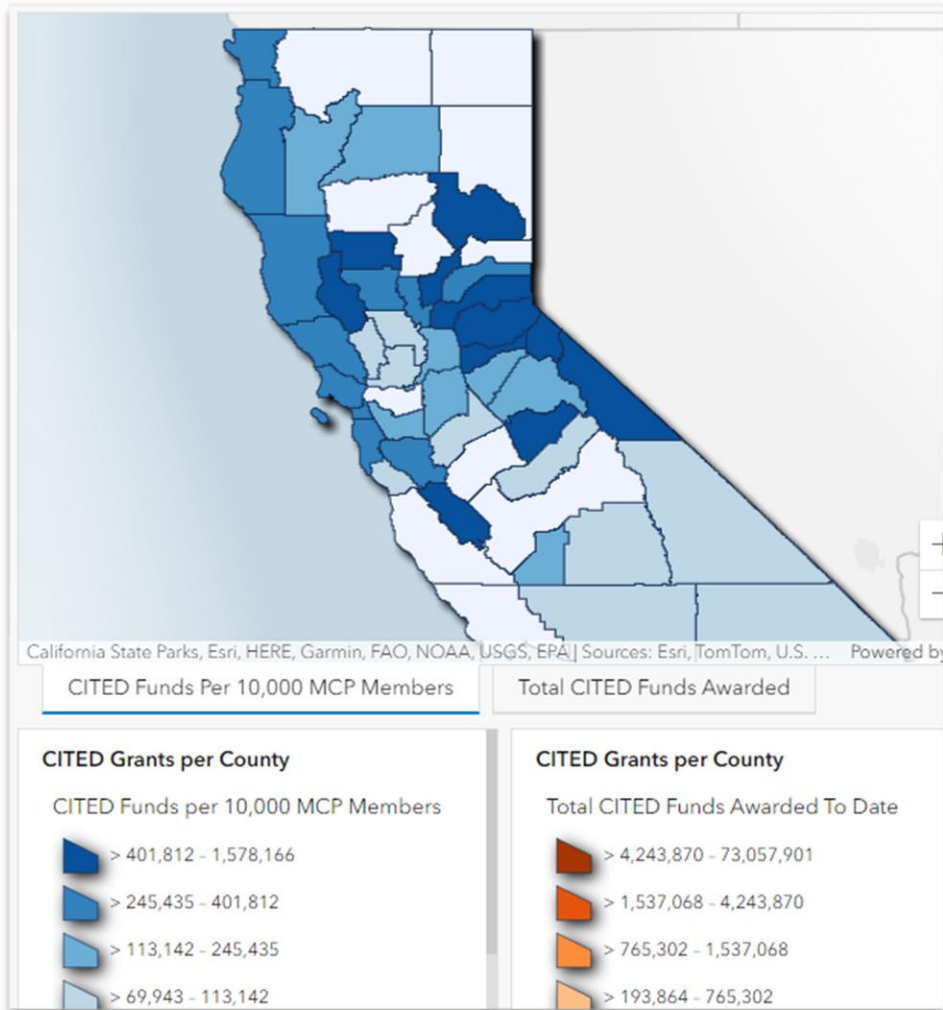 California State Parks, Esri, HERE, Garmin, FAO, NOAA, USGS, EPA | Sources: Esri, TomTom, U.S. ... Powered by
+
−
CITED Funds Per 10,000 MCP Members
Total CITED Funds Awarded
CITED Grants per County
CITED Funds per 10,000 MCP Members
> 401,812 - 1,578,166
> 245,435 - 401,812
> 113,142 - 245,435
> 69,943 - 113,142
CITED Grants per County
Total CITED Funds Awarded To Date
> 4,243,870 - 73,057,901
> 1,537,068 - 4,243,870
> 765,302 - 1,537,068
> 193,864 - 765,302